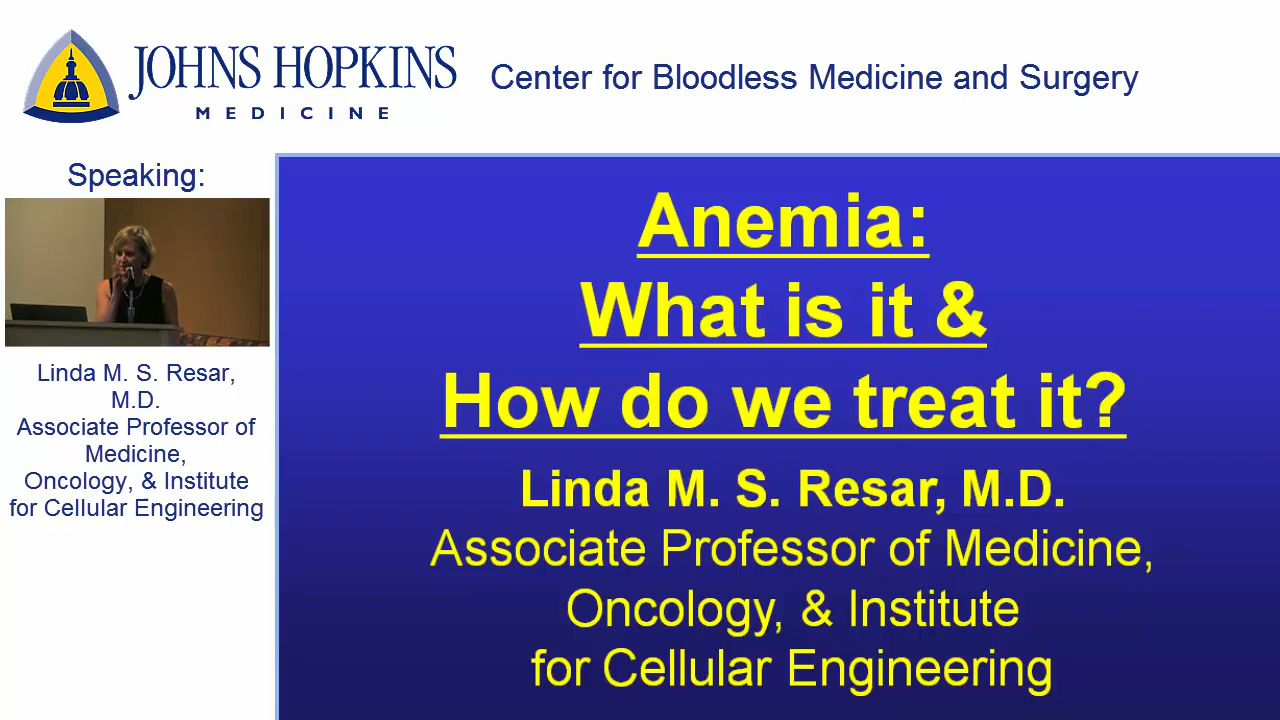 JOHNS HOPKINS
MEDICINE
Center for Bloodless Medicine and Surgery
Speaking:
Linda M. S. Resar,
M.D.
Associate Professor of
Medicine,
Oncology, & Institute
for Cellular Engineering
Anemia:
What is it &
How do we treat it?
Linda M. S. Resar, M.D.
Associate Professor of Medicine,
Oncology, & Institute
for Cellular Engineering